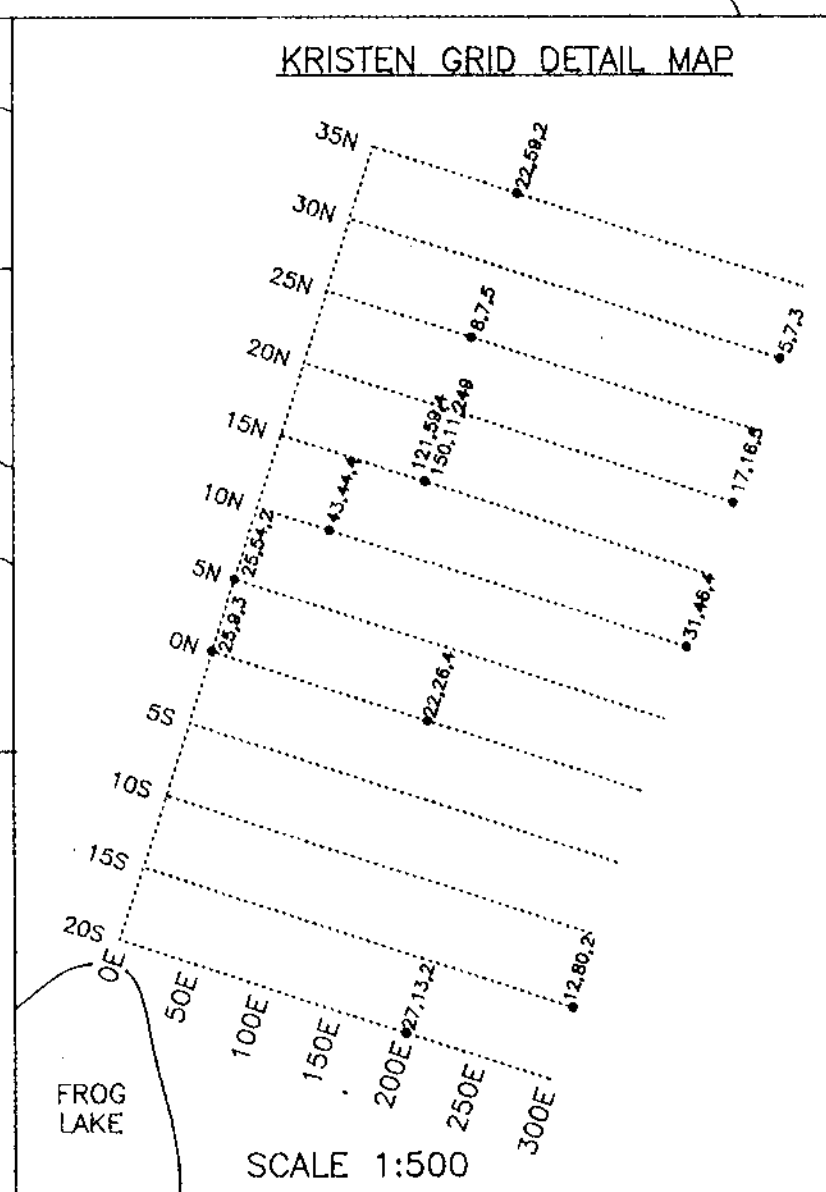 KRISTEN GRID DETAIL MAP
35N
22,59,2
30N
5,7,3
25N
8,7,5
20N
17,16,5
15N
121,59,4
150,11,249
10N
43,44,4
31,46,4
5N
25,54,2
0N
25,9,3
22,26,4
5S
10S
15S
12,80,2
20S
27,13,2
0E
50E
100E
150E
200E
250E
300E
FROG
LAKE
SCALE 1:500